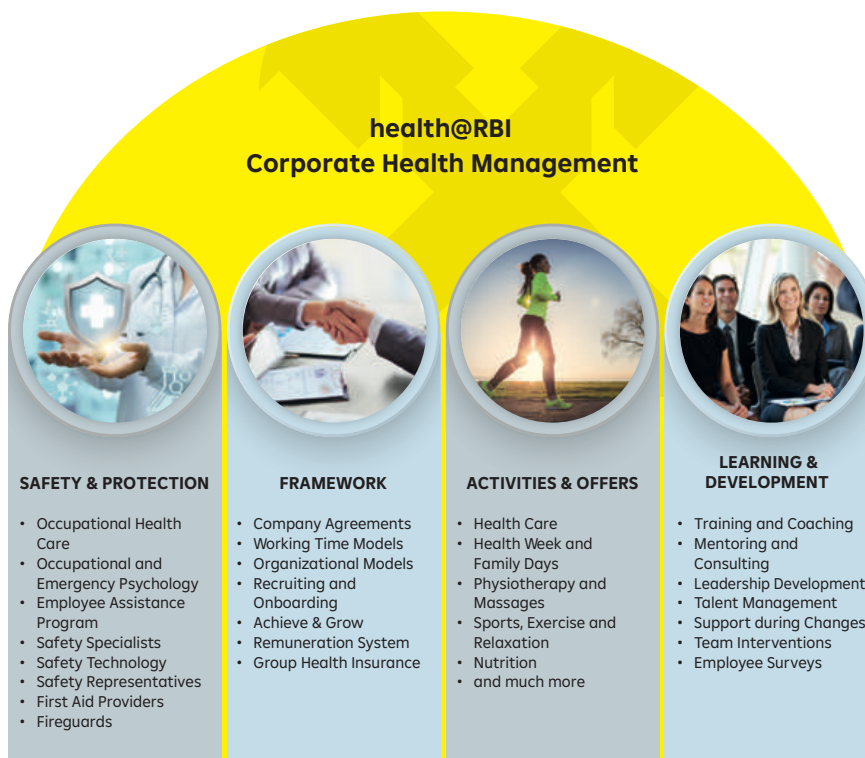 health@RBI
Corporate Health Management
SAFETY & PROTECTION
• Occupational Health
Care
• Occupational and
Emergency Psychology
• Employee Assistance
Program
• Safety Specialists
• Safety Technology
• Safety Representatives
• First Aid Providers
• Fireguards
FRAMEWORK
• Company Agreements
• Working Time Models
• Organizational Models
• Recruiting and
Onboarding
• Achieve & Grow
• Remuneration System
• Group Health Insurance
ACTIVITIES & OFFERS
• Health Care
• Health Week and
Family Days
• Physiotherapy and
Massages
• Sports, Exercise and
Relaxation
• Nutrition
• and much more
LEARNING &
DEVELOPMENT
• Training and Coaching
• Mentoring and
Consulting
• Leadership Development
• Talent Management
• Support during Changes
• Team Interventions
• Employee Surveys